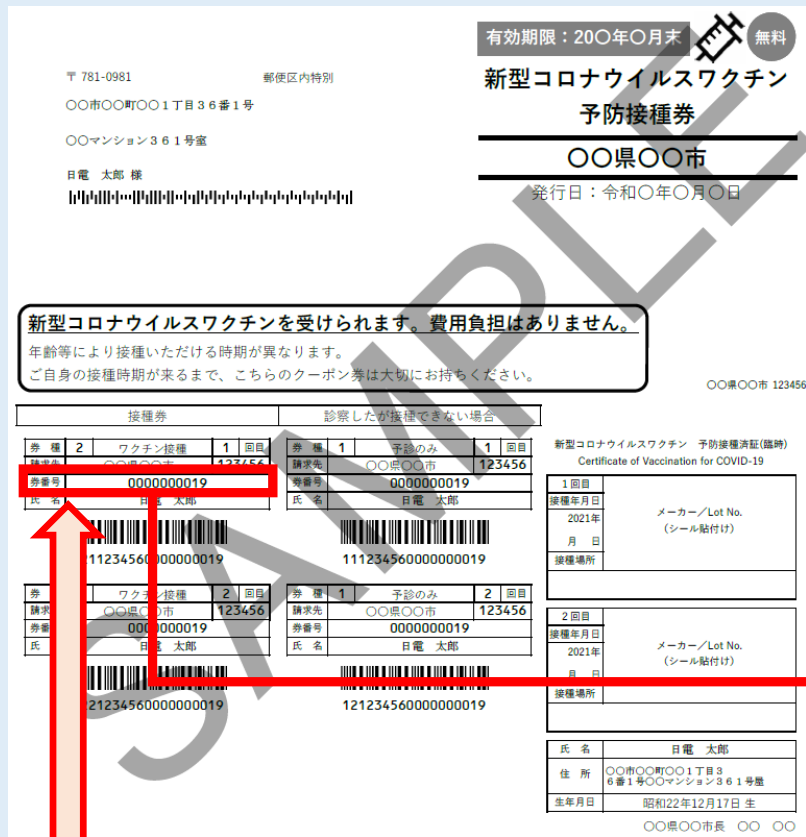 有効期限：20〇年〇月末
無料
〒 781-0981 郵便区内特別
新型コロナウイルスワクチン
予防接種券
〇〇市〇〇町〇〇１丁目３６番１号
〇〇マンション３６１号室
〇〇県〇〇市
日電 太郎 様
発行日：令和〇年〇月〇日
SAMPLE
新型コロナウイルスワクチンを受けられます。費用負担はありません。
年齢等により接種いただける時期が異なります。
ご自身の接種時期が来るまで、こちらのクーポン券は大切にお持ちください。
〇〇県〇〇市 123456
接種券 診察したが接種できない場合
券 種 2 ワクチン接種 1 回目
請求先 〇〇県〇〇市 123456
券番号 0000000019
氏 名 日電 太郎
211234560000000019
券 種 1 予診のみ 1 回目
請求先 〇〇県〇〇市 123456
券番号 0000000019
氏 名 日電 太郎
111234560000000019
券 ワクチン接種 2 回目
請求 〇〇県〇〇市 123456
券番 0000000019
氏 日電 太郎
221234560000000019
券 種 1 予診のみ 2 回目
請求先 〇〇県〇〇市 123456
券番号 0000000019
氏 名 日電 太郎
121234560000000019
新型コロナウイルスワクチン 予防接種済証(臨時)
Certificate of Vaccination for COVID-19
1回目
接種年月日
2021年
月 日
接種場所
メーカー／Lot No.
（シール貼付け）
2回目
接種年月日
2021年
月 日
接種場所
メーカー／Lot No.
（シール貼付け）
氏 名 日電 太郎
住 所 〇〇市〇〇町〇〇１丁目３
６番１号〇〇マンション３６１号屋
生年月日 昭和22年12月17日 生
〇〇県〇〇市長 〇〇 〇〇